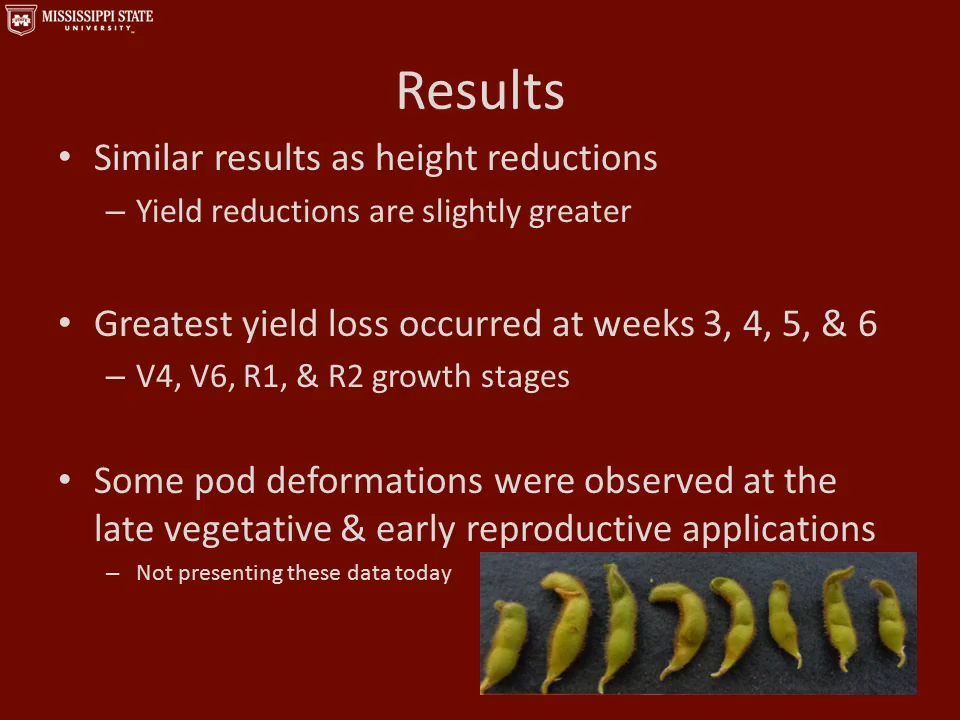 MISSISSIPPI STATE
UNIVERSITY™
Results
• Similar results as height reductions
– Yield reductions are slightly greater
• Greatest yield loss occurred at weeks 3, 4, 5, & 6
– V4, V6, R1, & R2 growth stages
• Some pod deformations were observed at the
late vegetative & early reproductive applications
– Not presenting these data today